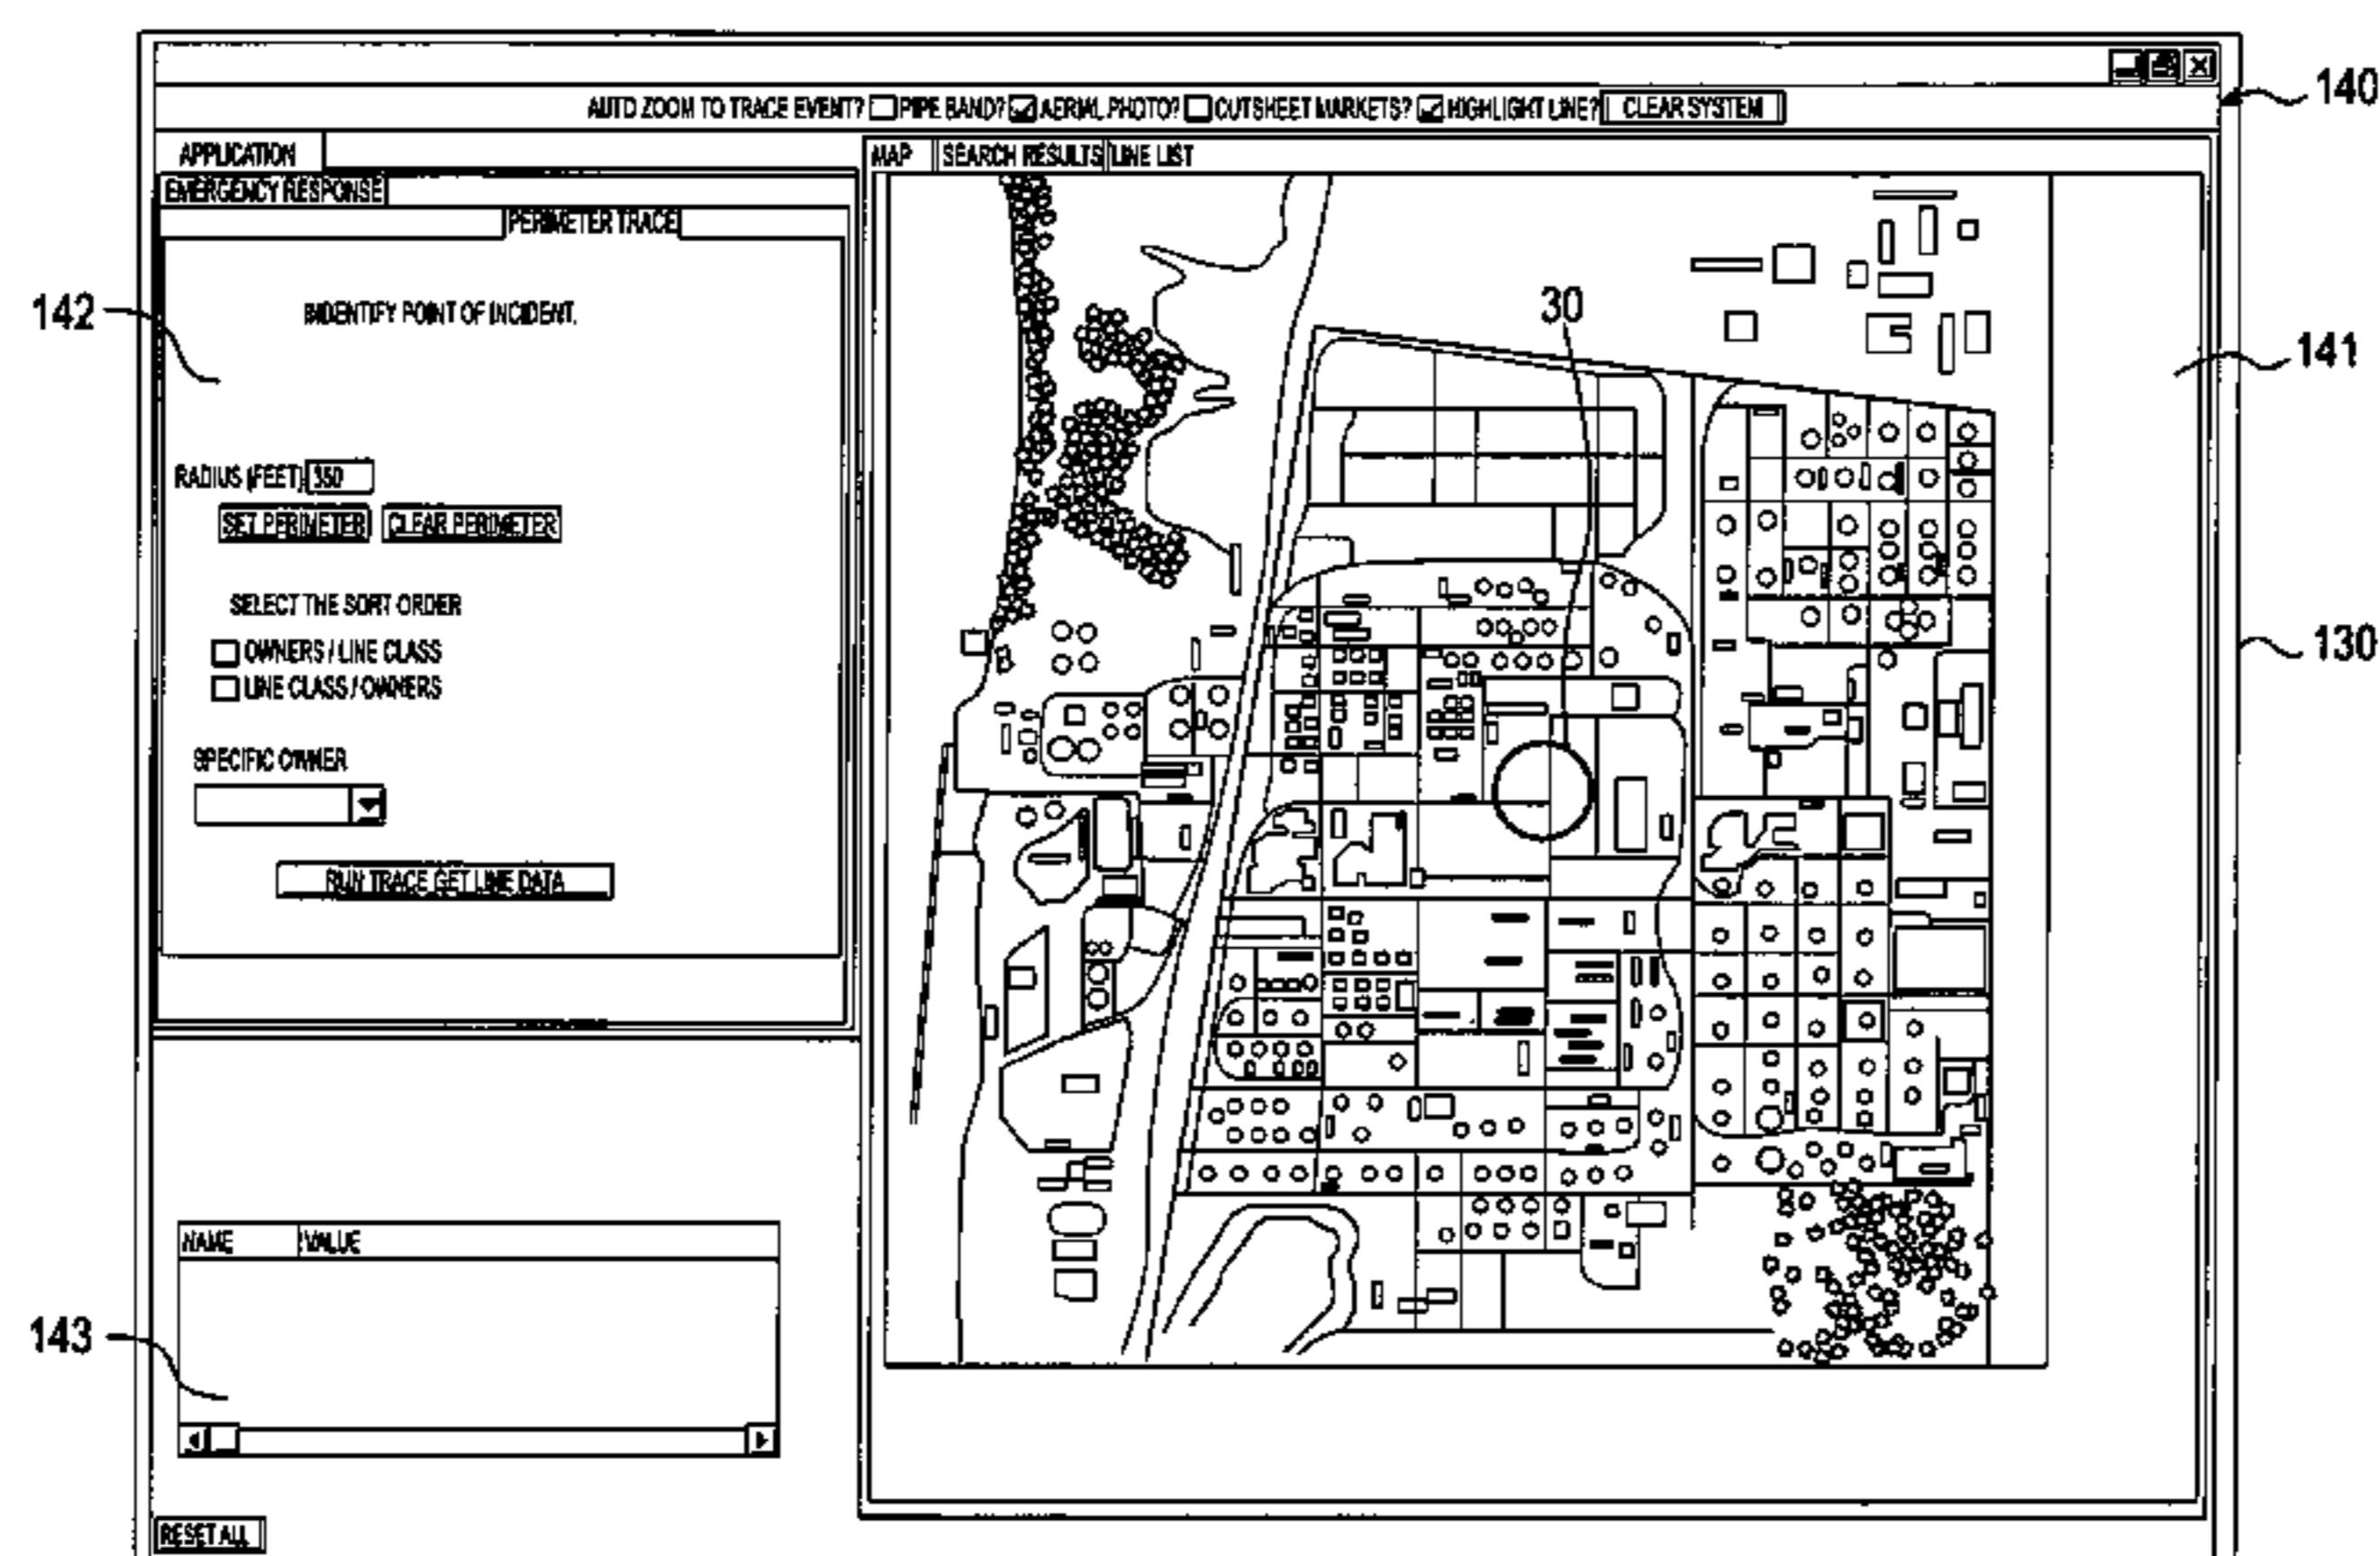 140
AUTO ZOOM TO TRACE EVENT? PIPE BAND? AERIAL PHOTO? CUTSHEET MARKETS? HIGHLIGHT LINE? CLEAR SYSTEM
APPLICATION
MAP SEARCH RESULTS LINE LIST
EMERGENCY RESPONSE
PERIMETER TRACE
142
INDENTIFY POINT OF INCIDENT.
30
141
RADIUS (FEET) 350
SET PERIMETER CLEAR PERIMETER
SELECT THE SORT ORDER
130
OWNERS / LINE CLASS
LINE CLASS / OWNERS
SPECIFIC OWNER
RUN TRACE GET LINE DATA
NAME VALUE
143
RESET ALL